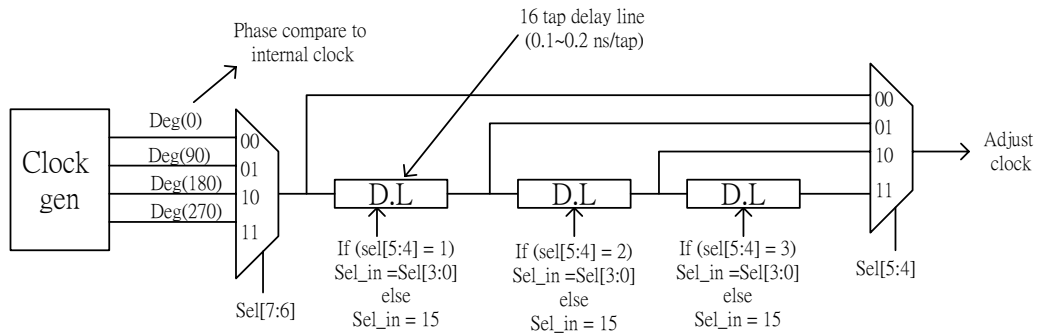 16 tap delay line
(0.1~0.2 ns/tap)
Phase compare to
internal clock
Clock
gen
Deg(0)
Deg(90)
Deg(180)
Deg(270)
00
01
10
11
D.L
D.L
D.L
00
01
10
11
Adjust
clock
Sel[7:6]
If (sel[5:4] = 1)
Sel_in =Sel[3:0]
else
Sel_in = 15
If (sel[5:4] = 2)
Sel_in =Sel[3:0]
else
Sel_in = 15
If (sel[5:4] = 3)
Sel_in =Sel[3:0]
else
Sel_in = 15
Sel[5:4]